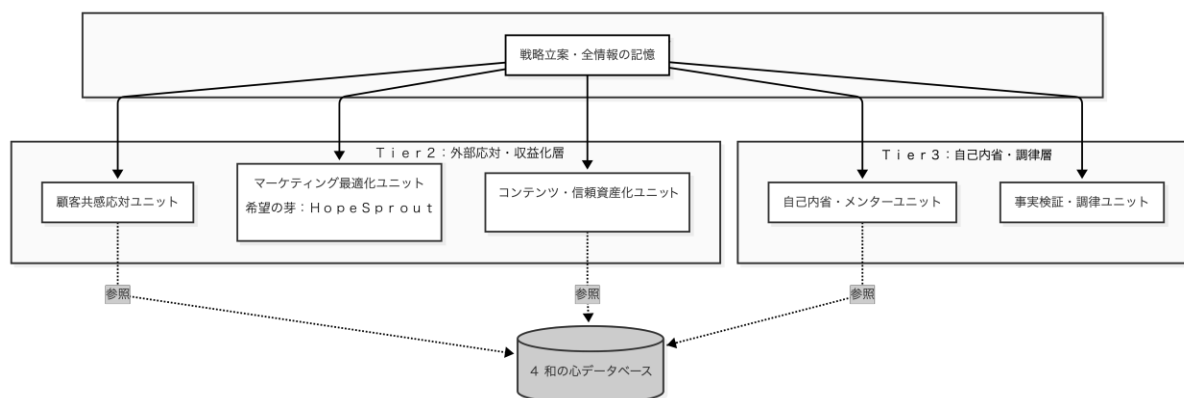 戦略立案・全情報の記憶
Ｔｉｅｒ２：外部応対・収益化層
Ｔｉｅｒ３：自己内省・調律層
顧客共感応対ユニット
マーケティング最適化ユニット
希望の芽：ＨｏｐｅＳｐｒｏｕｔ
コンテンツ・信頼資産化ユニット
自己内省・メンターユニット
事実検証・調律ユニット
参照
参照
参照
４ 和の心データベース